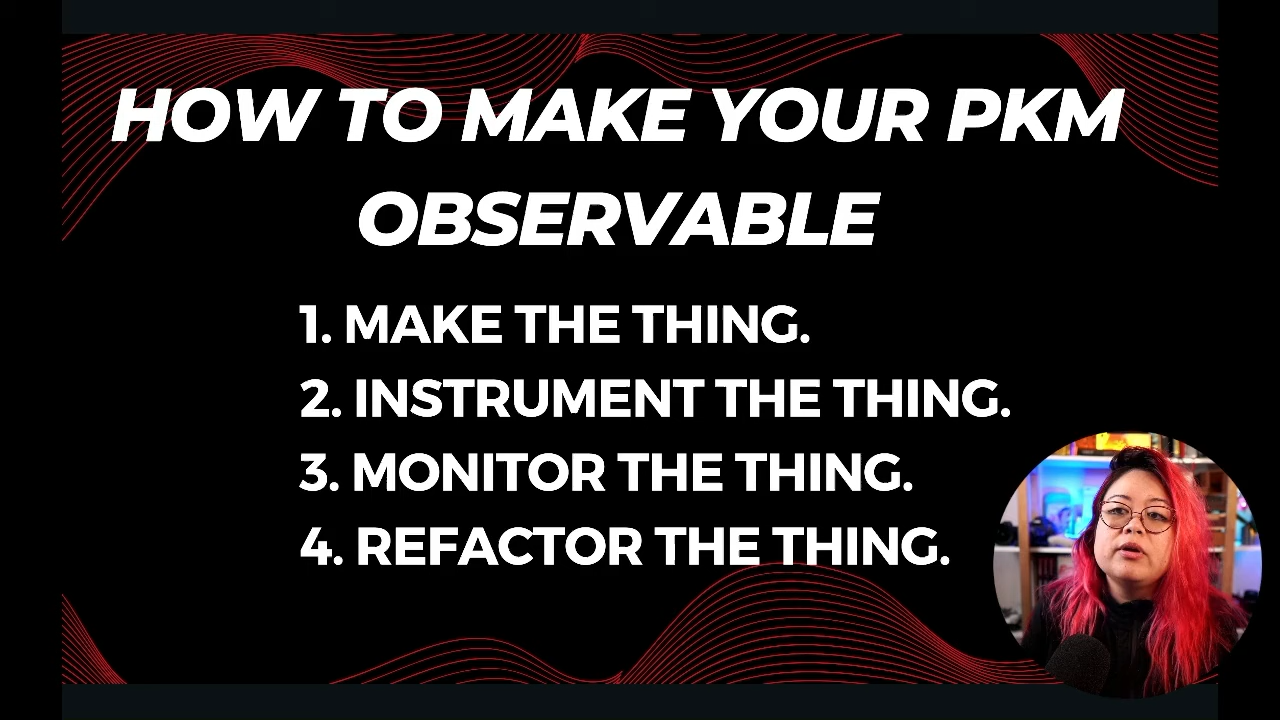 HOW TO MAKE YOUR PKM
OBSERVABLE
1. MAKE THE THING.
2. INSTRUMENT THE THING.
3. MONITOR THE THING.
4. REFACTOR THE THING.